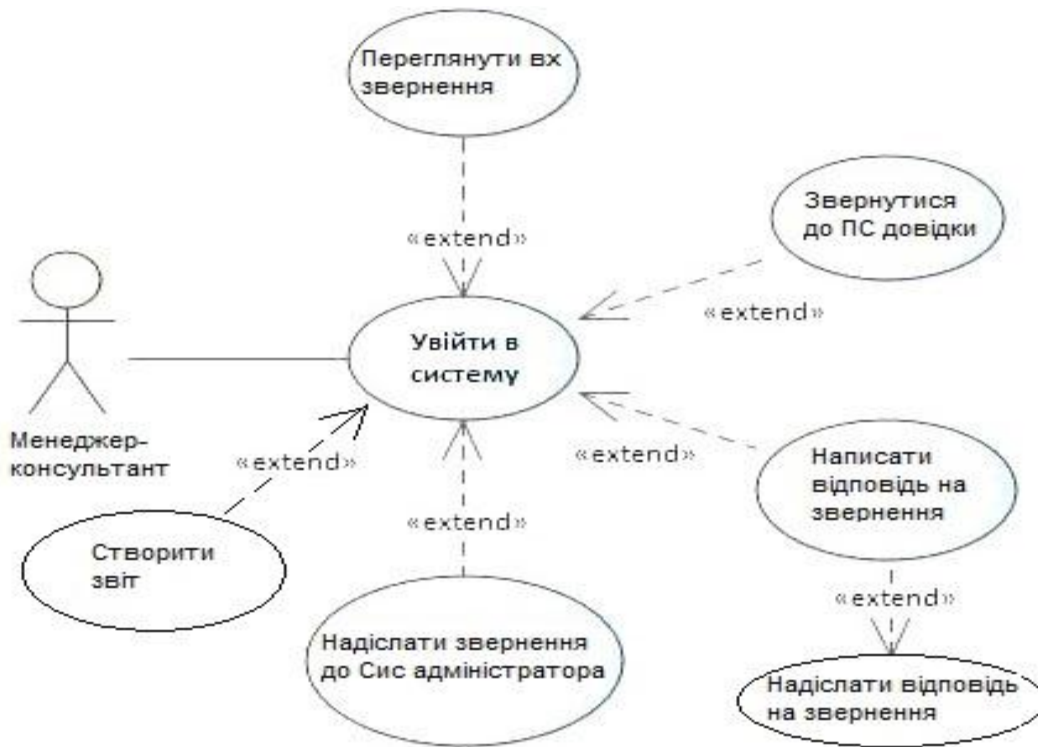 Переглянути вх
звернення
Звернутися
до ПС довідки
«extend»
«extend»
Увійти в
систему
Менеджер-
консультант
«extend»
«extend»
Написати
відповідь на
звернення
«extend»
Створити
звіт
«extend»
Надіслати звернення
до Сис адміністратора
Надіслати відповідь
на звернення